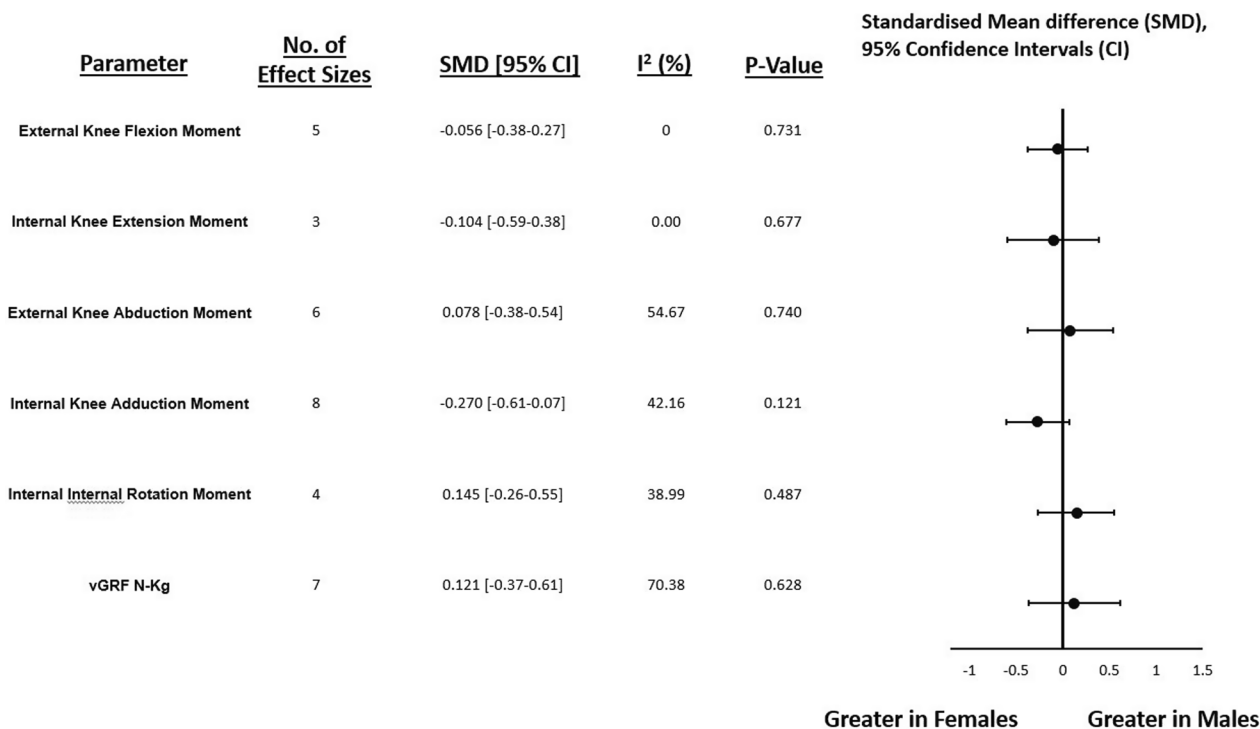 Standardised Mean difference (SMD),
95% Confidence Intervals (CI)
Parameter No. of Effect Sizes SMD [95% CI] I² (%) P-Value
External Knee Flexion Moment 5 -0.056 [-0.38-0.27] 0 0.731
Internal Knee Extension Moment 3 -0.104 [-0.59-0.38] 0.00 0.677
External Knee Abduction Moment 6 0.078 [-0.38-0.54] 54.67 0.740
Internal Knee Adduction Moment 8 -0.270 [-0.61-0.07] 42.16 0.121
Internal Internal Rotation Moment 4 0.145 [-0.26-0.55] 38.99 0.487
vGRF N-Kg 7 0.121 [-0.37-0.61] 70.38 0.628
-1 -0.5 0 0.5 1 1.5
Greater in Females Greater in Males